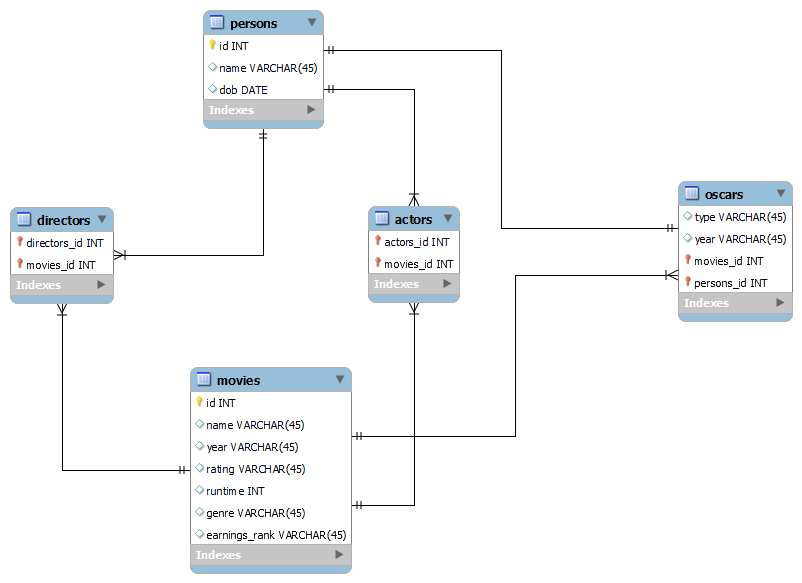 persons
id INT
name VARCHAR(45)
dob DATE
Indexes
directors
directors_id INT
movies_id INT
Indexes
actors
actors_id INT
movies_id INT
Indexes
oscars
type VARCHAR(45)
year VARCHAR(45)
movies_id INT
persons_id INT
Indexes
movies
id INT
name VARCHAR(45)
year VARCHAR(45)
rating VARCHAR(45)
runtime INT
genre VARCHAR(45)
earnings_rank VARCHAR(45)
Indexes